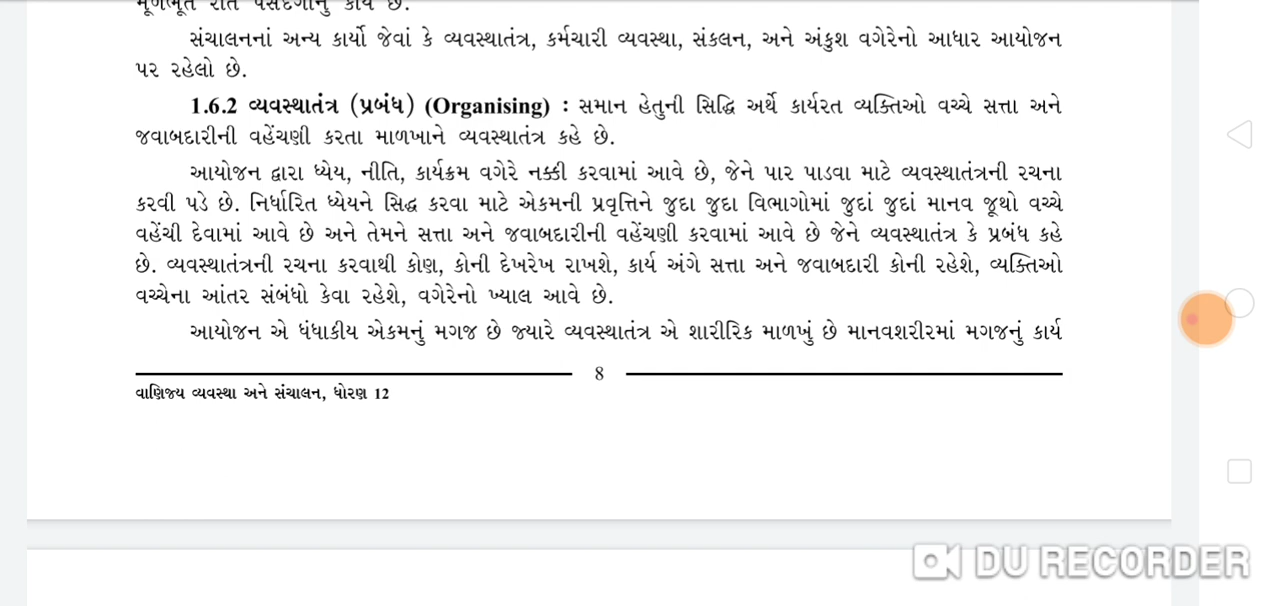 મૂળભૂત રીતે પસંદગીનું કાર્ય છે.
સંચાલનનાં અન્ય કાર્યો જેવાં કે વ્યવસ્થાતંત્ર, કર્મચારી વ્યવસ્થા, સંકલન, અને અંકુશ વગેરેનો આધાર આયોજન
પર રહેલો છે.
1.6.2 વ્યવસ્થાતંત્ર (પ્રબંધ) (Organising) : સમાન હેતુની સિદ્ધિ અર્થે કાર્યરત વ્યક્તિઓ વચ્ચે સત્તા અને
જવાબદારીની વહેંચણી કરતા માળખાને વ્યવસ્થાતંત્ર કહે છે.
આયોજન દ્વારા ધ્યેય, નીતિ, કાર્યક્રમ વગેરે નક્કી કરવામાં આવે છે, જેને પાર પાડવા માટે વ્યવસ્થાતંત્રની રચના
કરવી પડે છે. નિર્ધારિત ધ્યેયને સિદ્ધ કરવા માટે એકમની પ્રવૃત્તિને જુદા જુદા વિભાગોમાં જુદાં જુદાં માનવ જૂથો વચ્ચે
વહેંચી દેવામાં આવે છે અને તેમને સત્તા અને જવાબદારીની વહેંચણી કરવામાં આવે છે જેને વ્યવસ્થાતંત્ર કે પ્રબંધ કહે
છે. વ્યવસ્થાતંત્રની રચના કરવાથી કોણ, કોની દેખરેખ રાખશે, કાર્ય અંગે સત્તા અને જવાબદારી કોની રહેશે, વ્યક્તિઓ
વચ્ચેના આંતર સંબંધો કેવા રહેશે, વગેરેનો ખ્યાલ આવે છે.
આયોજન એ ધંધાકીય એકમનું મગજ છે જ્યારે વ્યવસ્થાતંત્ર એ શારીરિક માળખું છે માનવશરીરમાં મગજનું કાર્ય
8
વાણિજ્ય વ્યવસ્થા અને સંચાલન, ધોરણ 12
DU RECORDER